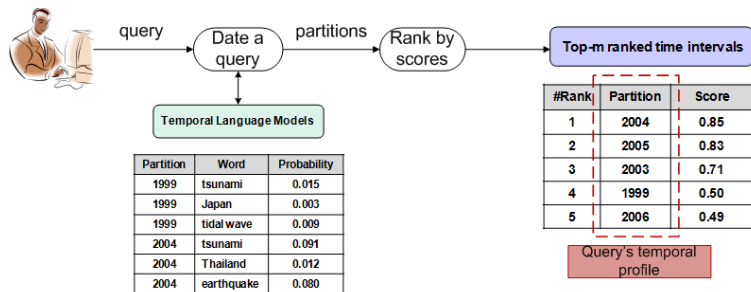 query
Date a
query
partitions
Rank by
scores
Top-m ranked time intervals
Temporal Language Models
Partition Word Probability
1999 tsunami 0.015
1999 Japan 0.003
1999 tidal wave 0.009
2004 tsunami 0.091
2004 Thailand 0.012
2004 earthquake 0.080
#Rank Partition Score
1 2004 0.85
2 2005 0.83
3 2003 0.71
4 1999 0.50
5 2006 0.49
Query's temporal
profile